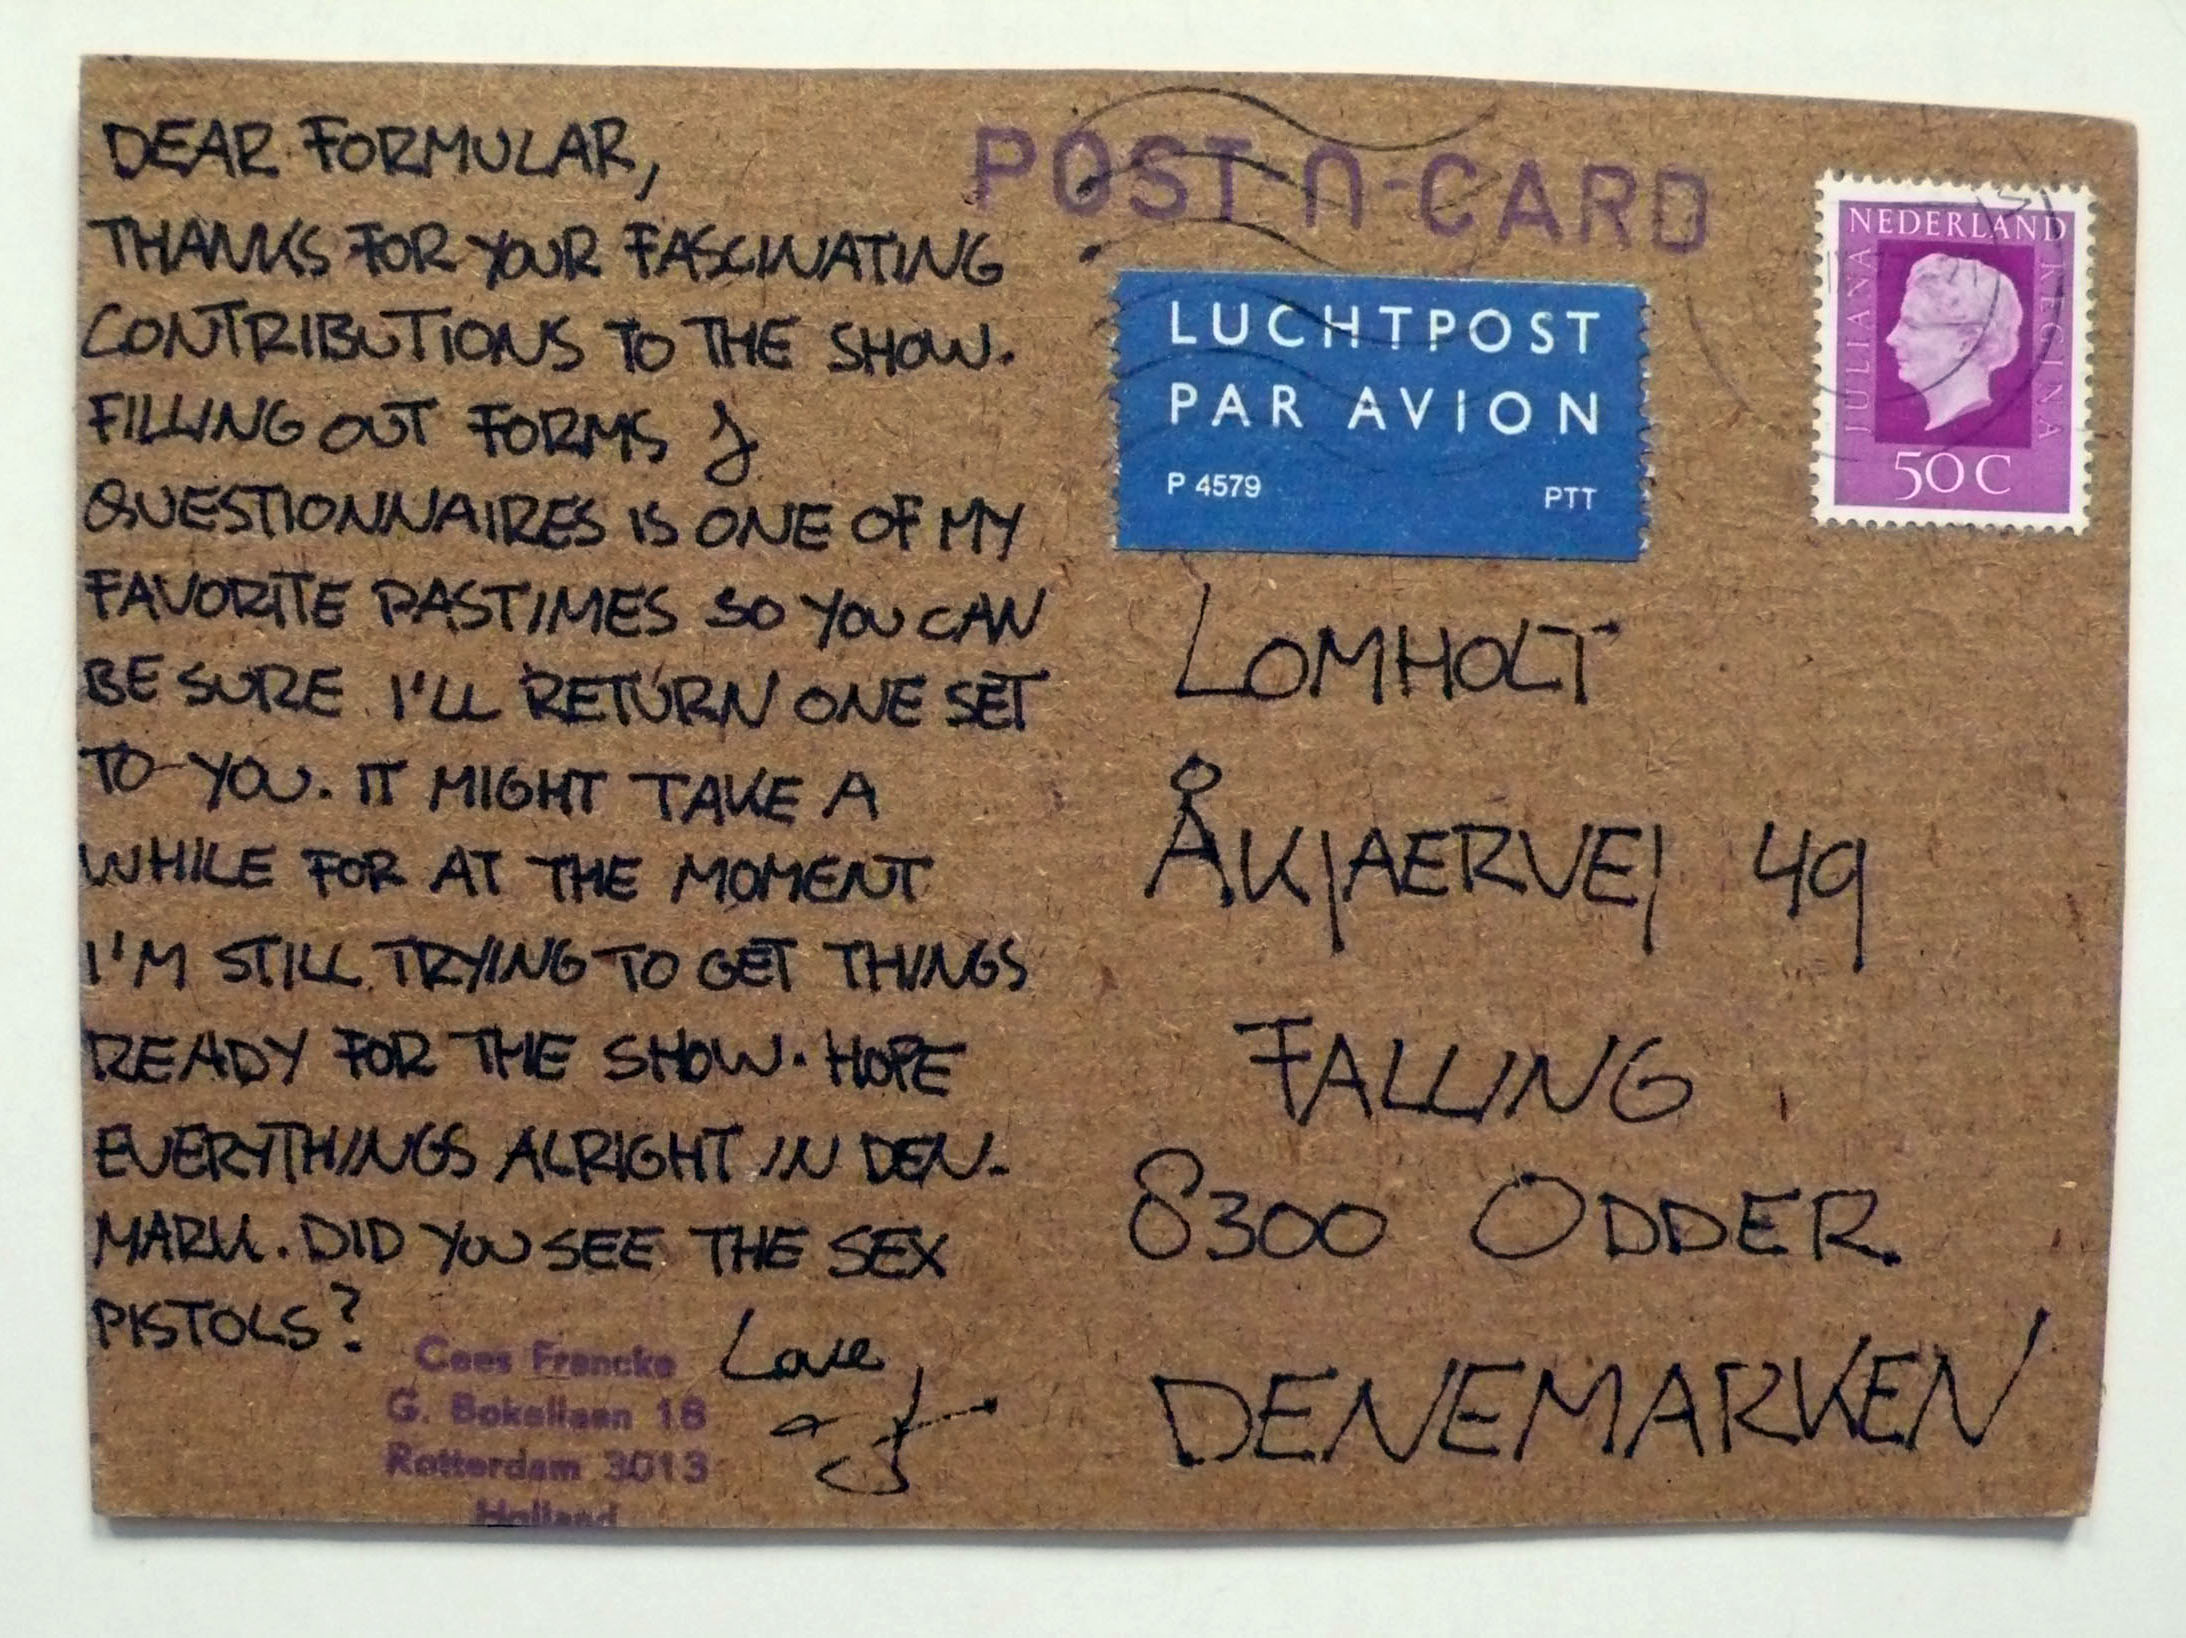 DEAR FORMULAR,
THANKS FOR YOUR FASCINATING
CONTRIBUTIONS TO THE SHOW.
FILLING OUT FORMS &
QUESTIONNAIRES IS ONE OF MY
FAVORITE PASTIMES SO YOU CAN
BE SURE I'LL RETURN ONE SET
TO YOU. IT MIGHT TAKE A
WHILE FOR AT THE MOMENT
I'M STILL TRYING TO GET THINGS
READY FOR THE SHOW. HOPE
EVERYTHINGS ALRIGHT IN DEN-
MARK. DID YOU SEE THE SEX
PISTOLS?
Love,
Cees Francke
G. Bokellaan 18
Rotterdam 3013
Holland
POST-N-CARD
LUCHTPOST
PAR AVION
P 4579 PTT
NEDERLAND
JULIANA REGINA
50 C
LOMHOLT
ÅKJAERVEJ 49
FALLING
8300 ODDER.
DENEMARKEN